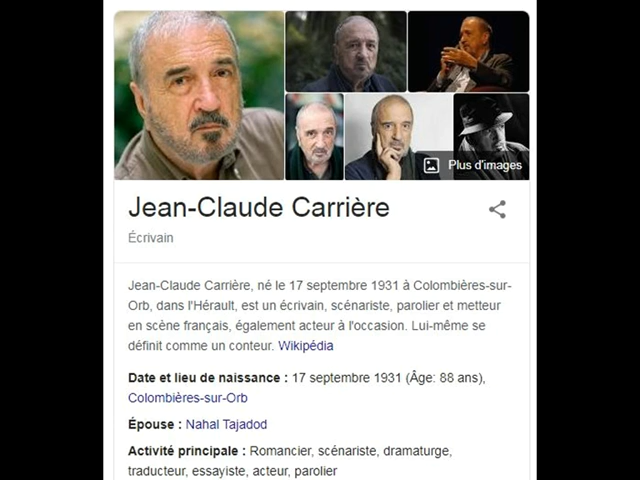 Plus d'images
Jean-Claude Carrière
Écrivain
Jean-Claude Carrière, né le 17 septembre 1931 à Colombières-sur-
Orb, dans l'Hérault, est un écrivain, scénariste, parolier et metteur
en scène français, également acteur à l'occasion. Lui-même se
définit comme un conteur. Wikipédia
Date et lieu de naissance : 17 septembre 1931 (Âge: 88 ans),
Colombières-sur-Orb
Épouse : Nahal Tajadod
Activité principale : Romancier, scénariste, dramaturge,
traducteur, essayiste, acteur, parolier